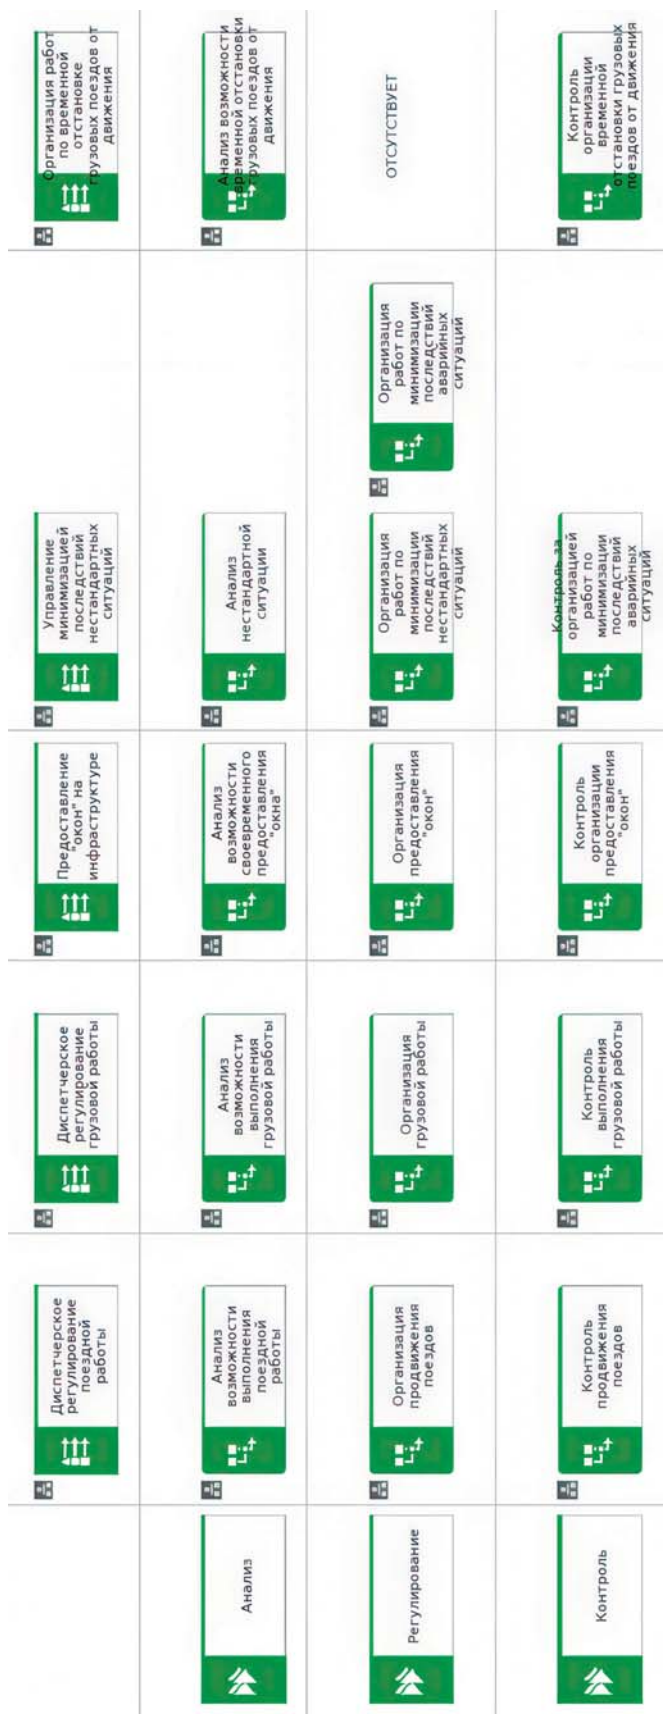 Диспетчерское
регулирование
поездной
работы
Диспетчерское
регулирование
грузовой работы
Предоставление
"окон" на
инфраструктуре
Управление
минимизацией
последствий
нестандартных
ситуаций
Организация работ
по временной
отстановке
грузовых поездов от
движения
Анализ
Анализ
возможности
выполнения
поездной
работы
Анализ
возможности
выполнения
грузовой работы
Анализ
возможности
своевременного
предоставления
"окна"
Анализ
нестандартной
ситуации
Анализ возможности
временной отстановки
грузовых поездов от
движения
Регулирование
Организация
продвижения
поездов
Организация
грузовой работы
Организация
предоставления
"окон"
Организация
работ по
минимизации
последствий
нестандартных
ситуаций
Организация
работ по
минимизации
последствий
аварийных
ситуаций
ОТСУТСТВУЕТ
Контроль
Контроль
продвижения
поездов
Контроль
выполнения
грузовой работы
Контроль
организации
предоставления
"окон"
Контроль за
организацией
работ по
минимизации
последствий
аварийных
ситуаций
Контроль
организации
временной
отстановки грузовых
поездов от движения